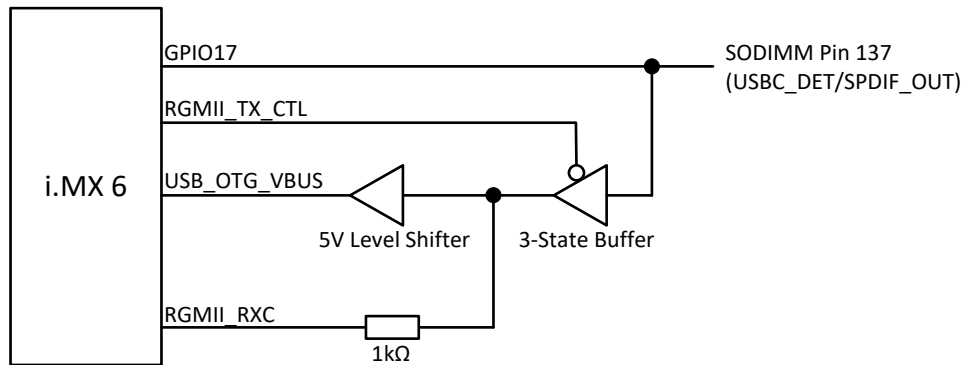 GPIO17
SODIMM Pin 137
(USBC_DET/SPDIF_OUT)
RGMII_TX_CTL
i.MX 6
USB_OTG_VBUS
5V Level Shifter
3-State Buffer
RGMII_RXC
1kΩ